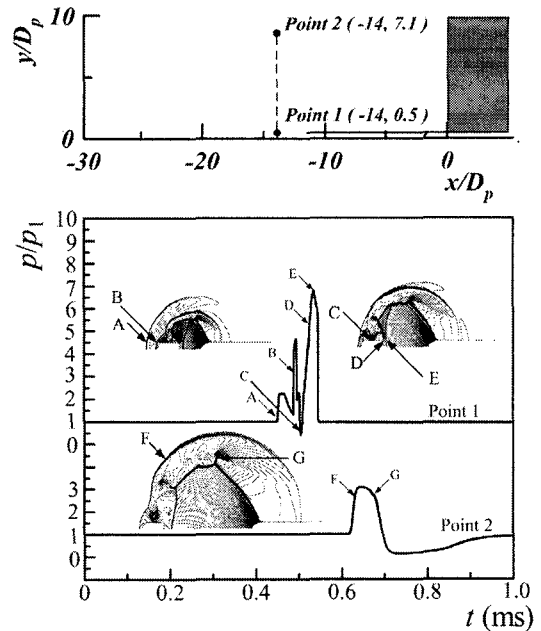 y/Dp
10
5
0
Point 2 ( -14, 7.1 )
Point 1 ( -14, 0.5 )
-30 -20 -10 0
x/Dp
p/p1
10
9
8
7
6
5
4
3
2
1
0
3
2
1
0
B
A
E
D
B
C
A
C
D
E
Point 1
F
G
F
G
Point 2
0 0.2 0.4 0.6 0.8 1.0
t (ms)